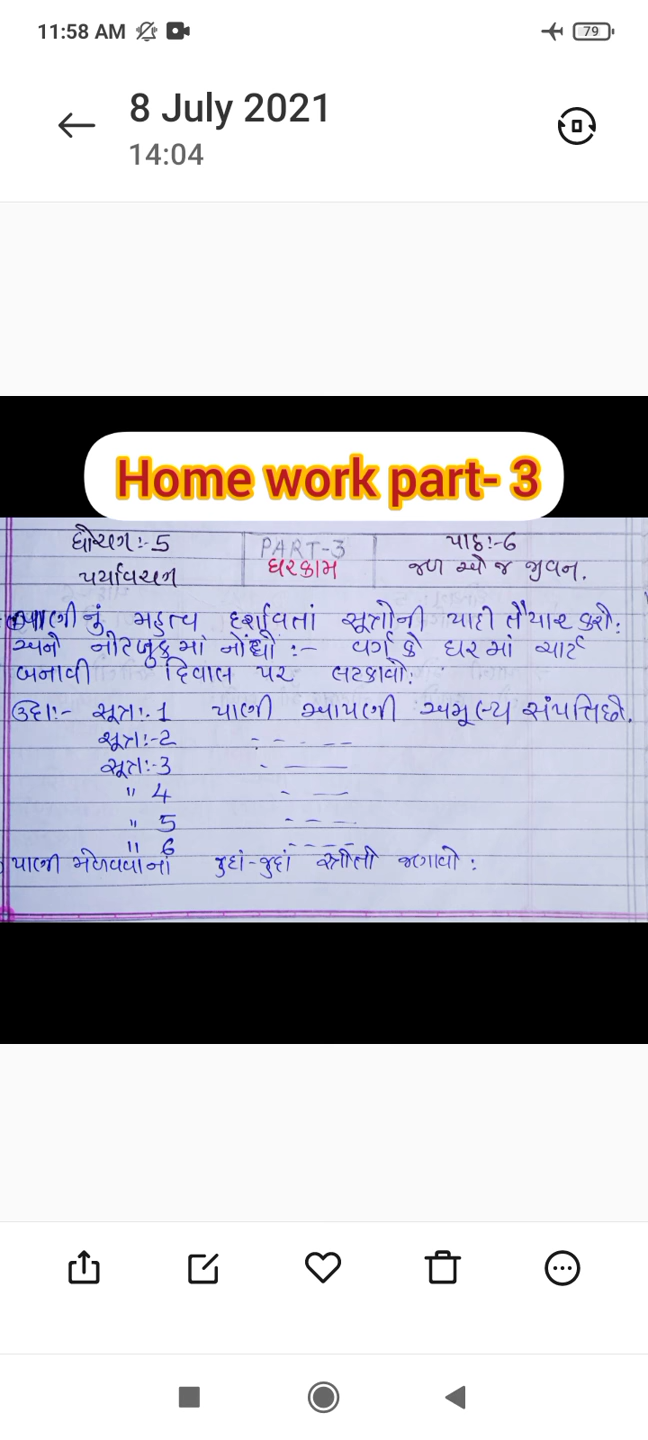 11:58 AM
79
8 July 2021
14:04
Home work part- 3
ધોરણ:-5
PART-3
પાઠ:-6
પર્યાવરણ
ઘરકામ
જળ એ જ જીવન.
પાણીનું મહત્વ દર્શાવતાં સૂત્રોની યાદી તૈયાર કરો:
અને નોટબુકમાં નોંધો :- વર્ગ કે ઘરમાં ચાર્ટ
બનાવી દિવાલ પર લટકાવો:
ઉદા:- સૂત્ર:-1 પાણી આપણી અમૂલ્ય સંપત્તિ છે.
સૂત્ર:-2
સૂત્ર:-3
" 4
" 5
" 6
પાણી મેળવવાનાં જુદાં-જુદાં સ્ત્રોતો જણાવો :